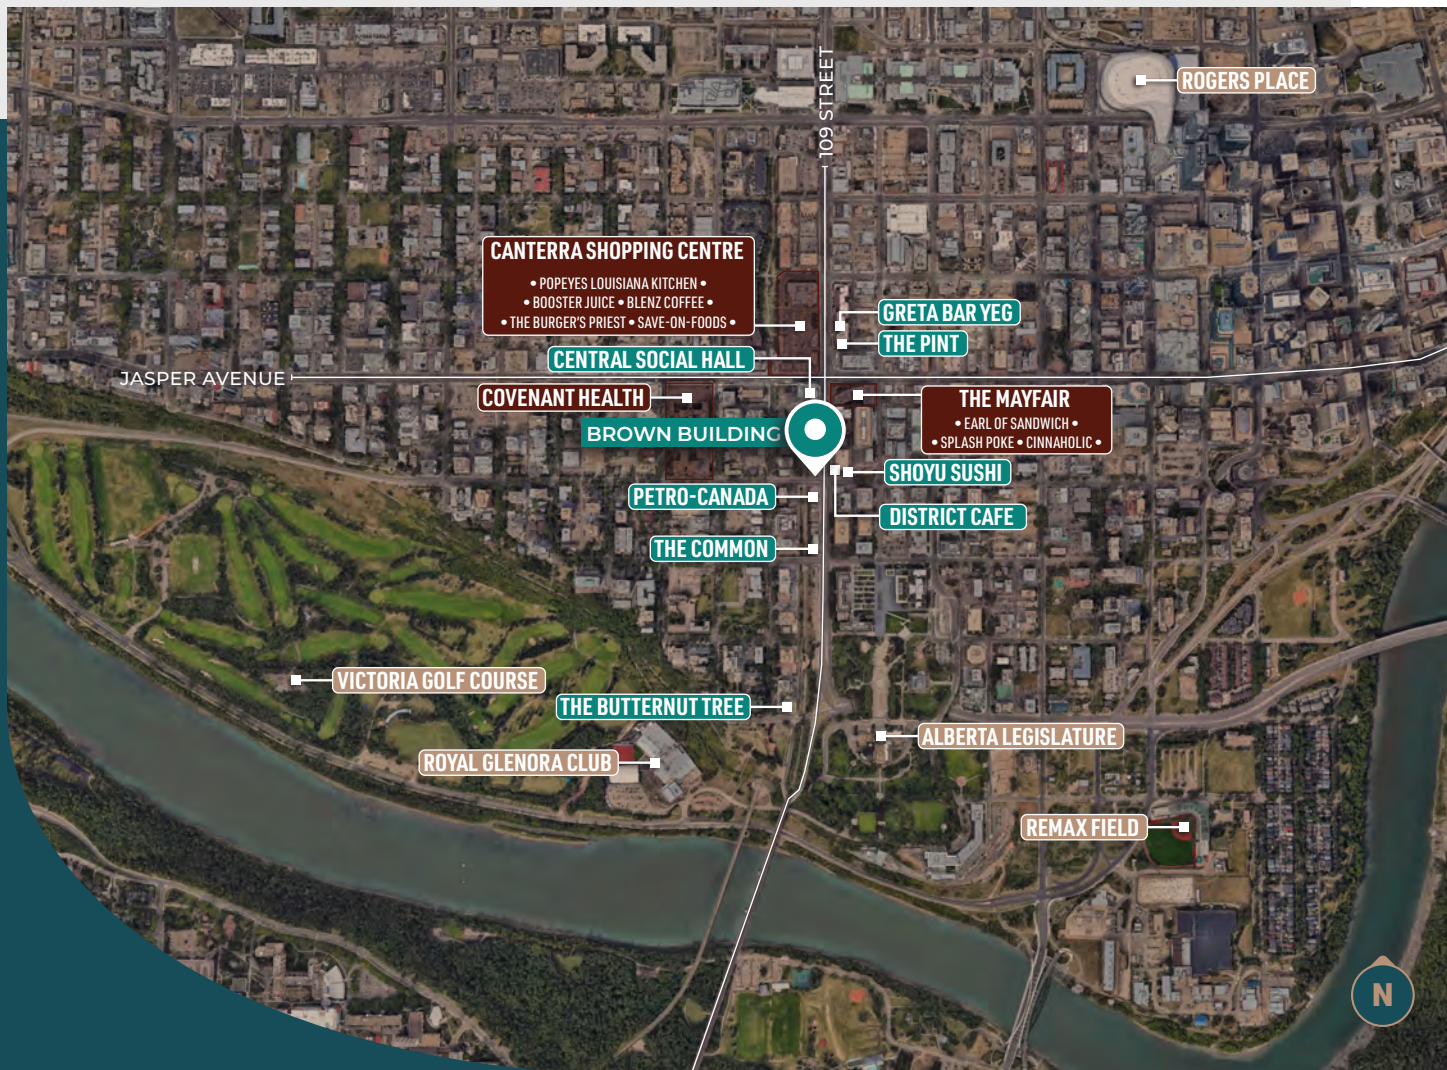 109 STREET
ROGERS PLACE
CANTERRA SHOPPING CENTRE
• POPEYES LOUISIANA KITCHEN •
• BOOSTER JUICE • BLENZ COFFEE •
• THE BURGER'S PRIEST • SAVE-ON-FOODS •
GRETA BAR YEG
THE PINT
CENTRAL SOCIAL HALL
JASPER AVENUE
COVENANT HEALTH
THE MAYFAIR
• EARL OF SANDWICH •
• SPLASH POKE • CINNAHOLIC •
BROWN BUILDING
SHOYU SUSHI
PETRO-CANADA
DISTRICT CAFE
THE COMMON
VICTORIA GOLF COURSE
THE BUTTERNUT TREE
ALBERTA LEGISLATURE
ROYAL GLENORA CLUB
REMAX FIELD
N